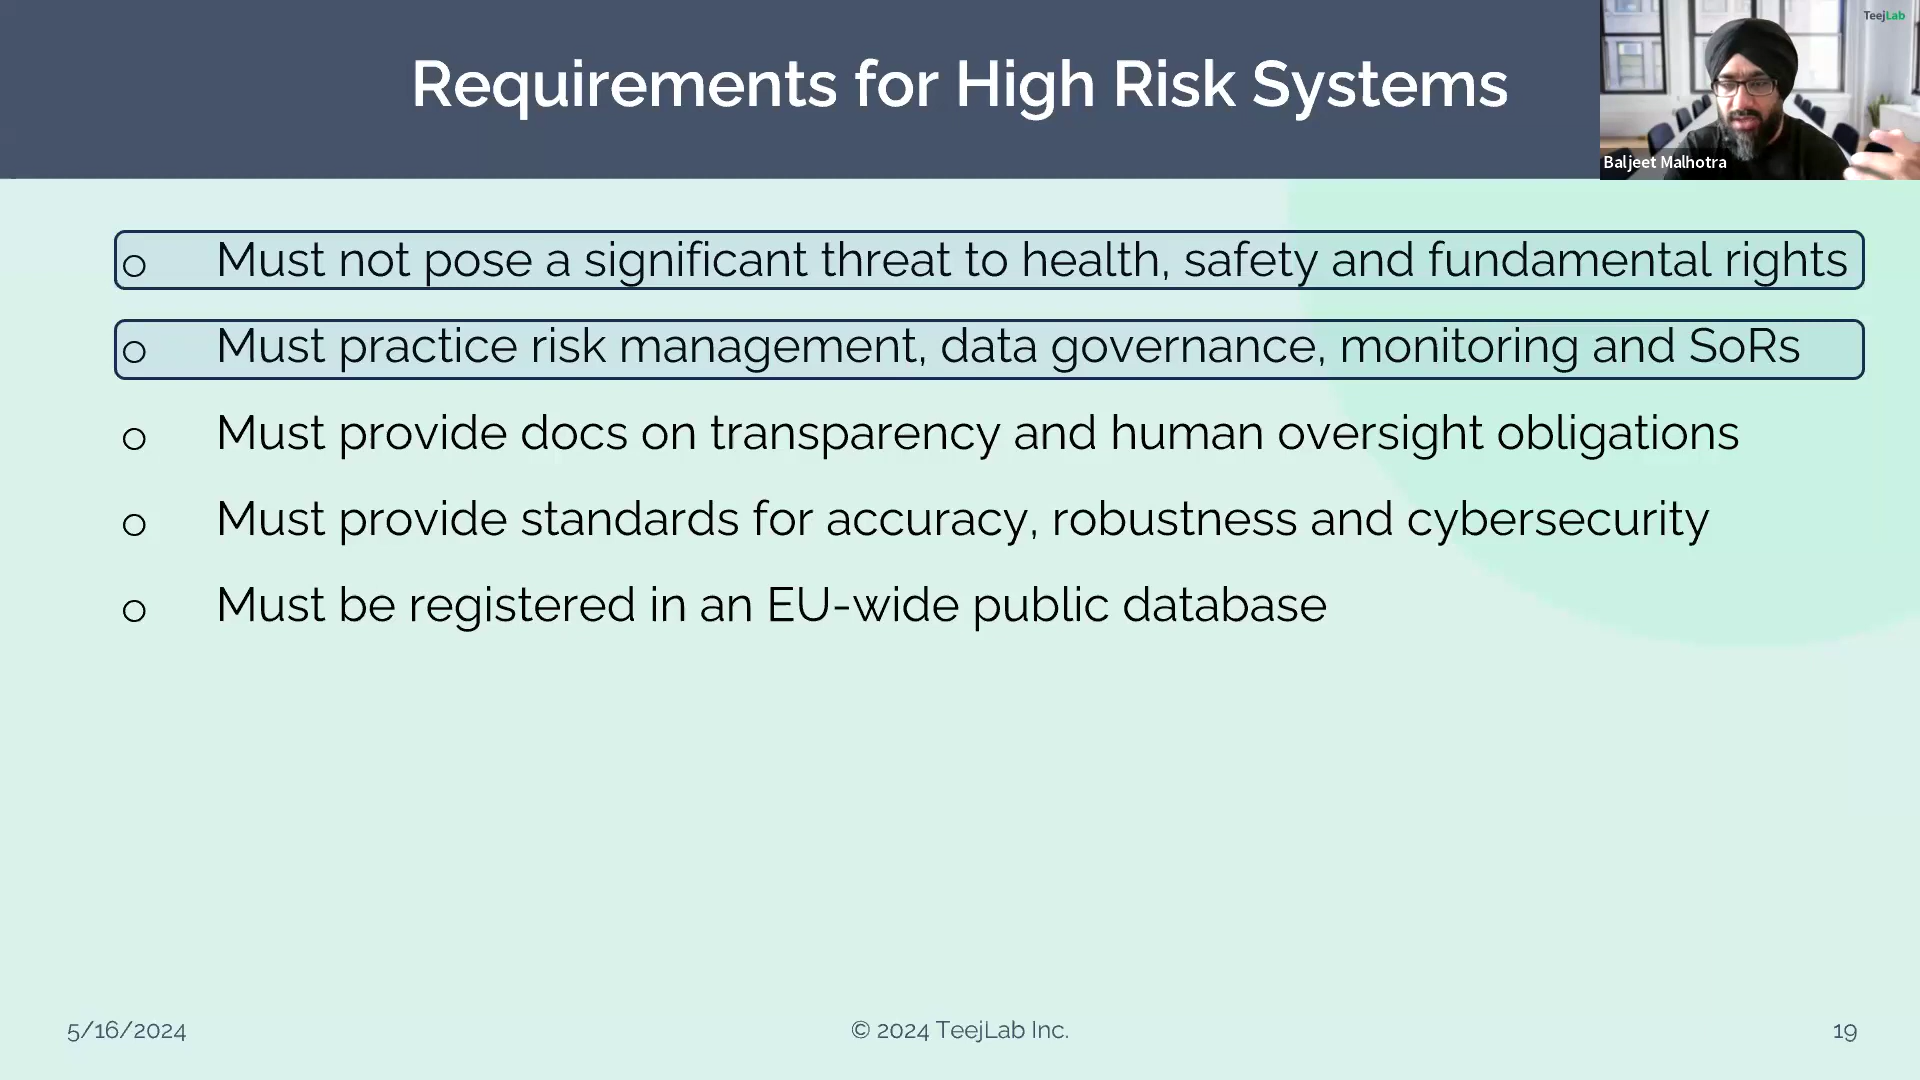 Requirements for High Risk Systems
TeejLab
Baljeet Malhotra
o Must not pose a significant threat to health, safety and fundamental rights
o Must practice risk management, data governance, monitoring and SoRs
o Must provide docs on transparency and human oversight obligations
o Must provide standards for accuracy, robustness and cybersecurity
o Must be registered in an EU-wide public database
5/16/2024
© 2024 TeejLab Inc.
19